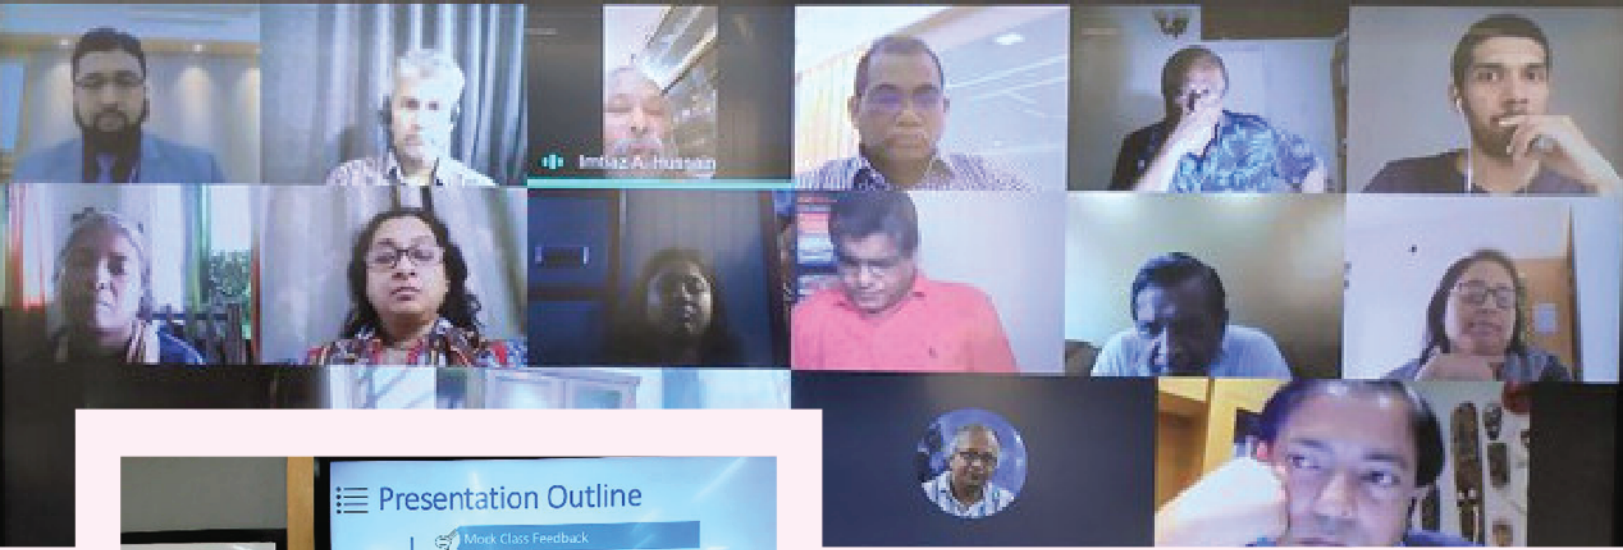 Imtiaz A. Hussain
Presentation Outline
Mock Class Feedback